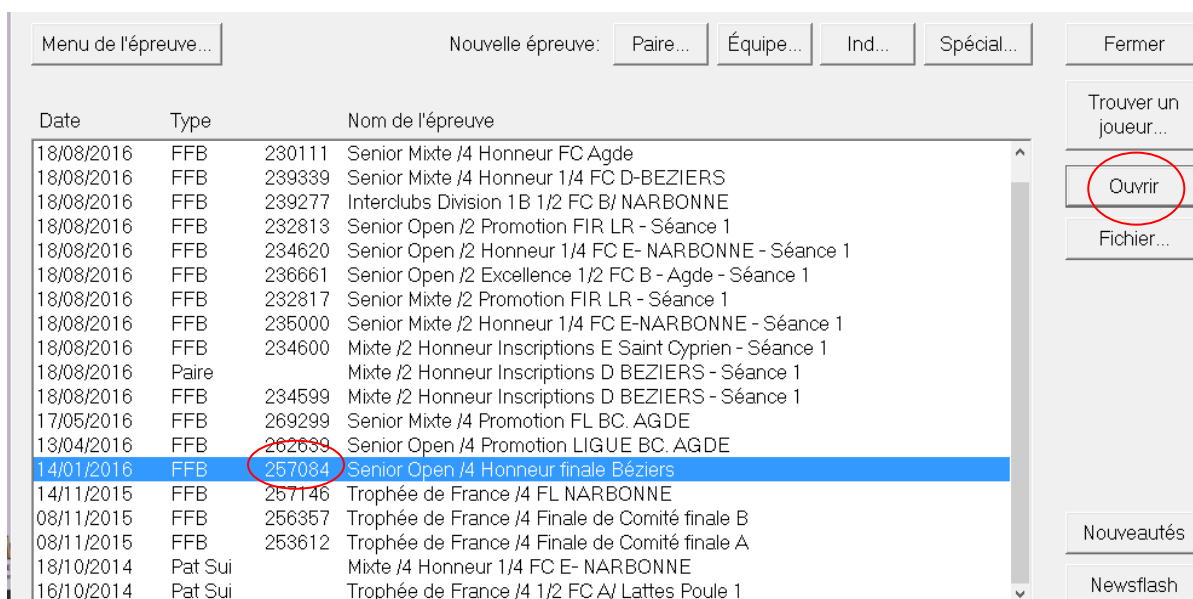 Menu de l'épreuve... Nouvelle épreuve: Paire... Équipe... Ind... Spécial... Fermer
Trouver un
joueur...
Ouvrir
Fichier...
Date Type Nom de l'épreuve
18/08/2016 FFB 230111 Senior Mixte /4 Honneur FC Agde
18/08/2016 FFB 239339 Senior Mixte /4 Honneur 1/4 FC D-BEZIERS
18/08/2016 FFB 239277 Interclubs Division 1B 1/2 FC B/ NARBONNE
18/08/2016 FFB 232813 Senior Open /2 Promotion FIR LR - Séance 1
18/08/2016 FFB 234620 Senior Open /2 Honneur 1/4 FC E- NARBONNE - Séance 1
18/08/2016 FFB 236661 Senior Open /2 Excellence 1/2 FC B - Agde - Séance 1
18/08/2016 FFB 232817 Senior Mixte /2 Promotion FIR LR - Séance 1
18/08/2016 FFB 235000 Senior Mixte /2 Honneur 1/4 FC E-NARBONNE - Séance 1
18/08/2016 FFB 234600 Mixte /2 Honneur Inscriptions E Saint Cyprien - Séance 1
18/08/2016 Paire Mixte /2 Honneur Inscriptions D BEZIERS - Séance 1
18/08/2016 FFB 234599 Mixte /2 Honneur Inscriptions D BEZIERS - Séance 1
17/05/2016 FFB 269299 Senior Mixte /4 Promotion FL BC. AGDE
13/04/2016 FFB 262639 Senior Open /4 Promotion LIGUE BC. AGDE
14/01/2016 FFB 257084 Senior Open /4 Honneur finale Béziers
14/11/2015 FFB 257146 Trophée de France /4 FL NARBONNE
08/11/2015 FFB 256357 Trophée de France /4 Finale de Comité finale B
08/11/2015 FFB 253612 Trophée de France /4 Finale de Comité finale A
18/10/2014 Pat Sui Mixte /4 Honneur 1/4 FC E- NARBONNE
16/10/2014 Pat Sui Trophée de France /4 1/2 FC A/ Lattes Poule 1
Nouveautés
Newsflash